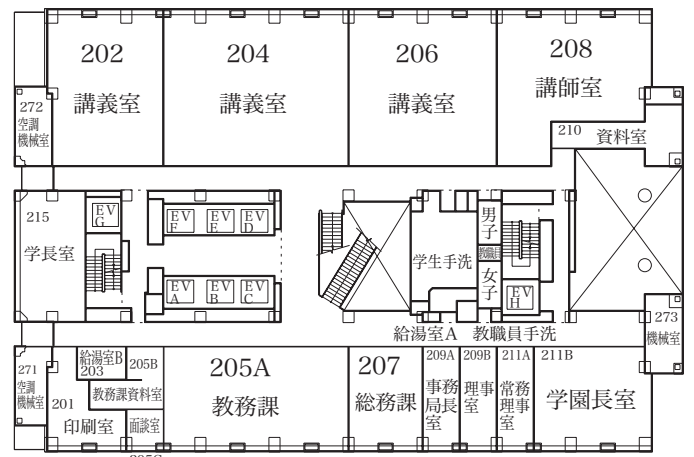 202
講義室
204
講義室
206
講義室
208
講師室
272
空調
機械室
210
資料室
215
学長室
EV
G
EV
F
EV
E
EV
D
EV
A
EV
B
EV
C
学生手洗
男子
教職員
女子
EV
H
給湯室A
教職員手洗
273
機械室
271
空調
機械室
給湯室B
203
205B
教務課資料室
201
印刷室
面談室
205C
205A
教務課
207
総務課
209A
事務
局長
室
209B
理事
室
211A
常務
理事
室
211B
学園長室